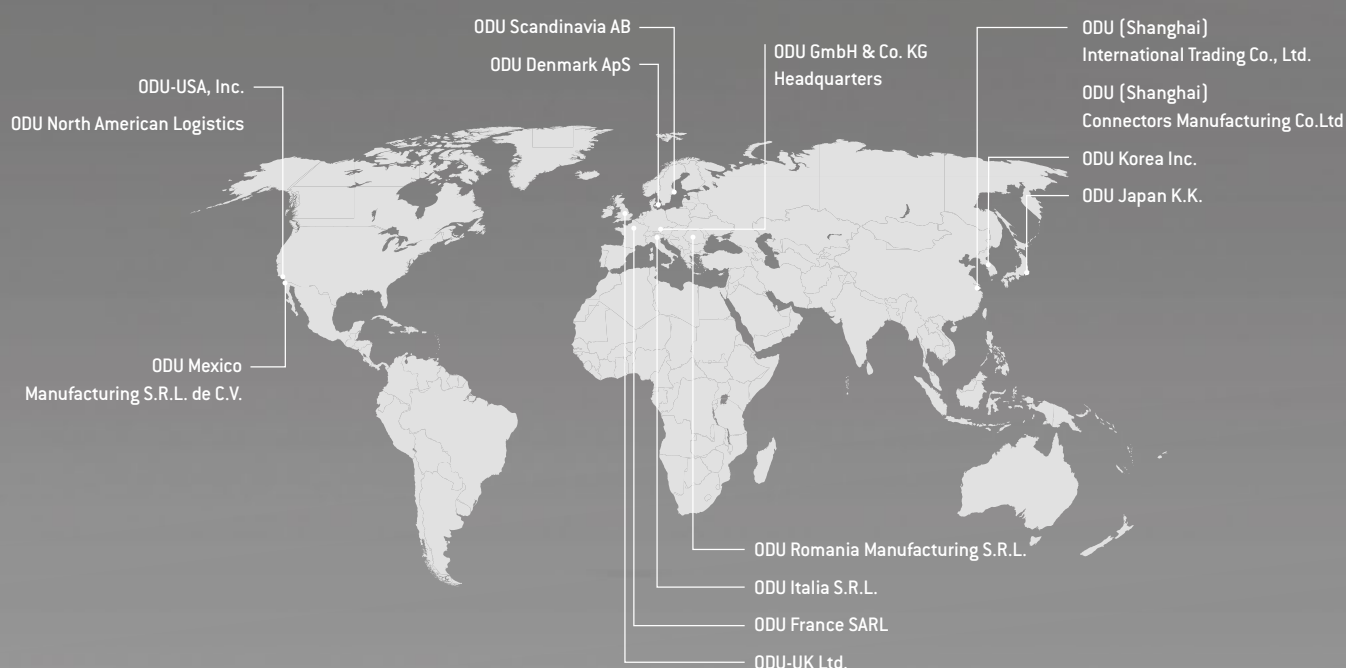 ODU Scandinavia AB
ODU Denmark ApS
ODU GmbH & Co. KG
Headquarters
ODU (Shanghai)
International Trading Co., Ltd.
ODU (Shanghai)
Connectors Manufacturing Co.Ltd
ODU Korea Inc.
ODU Japan K.K.
ODU-USA, Inc.
ODU North American Logistics
ODU Mexico
Manufacturing S.R.L. de C.V.
ODU Romania Manufacturing S.R.L.
ODU Italia S.R.L.
ODU France SARL
ODU-UK Ltd.